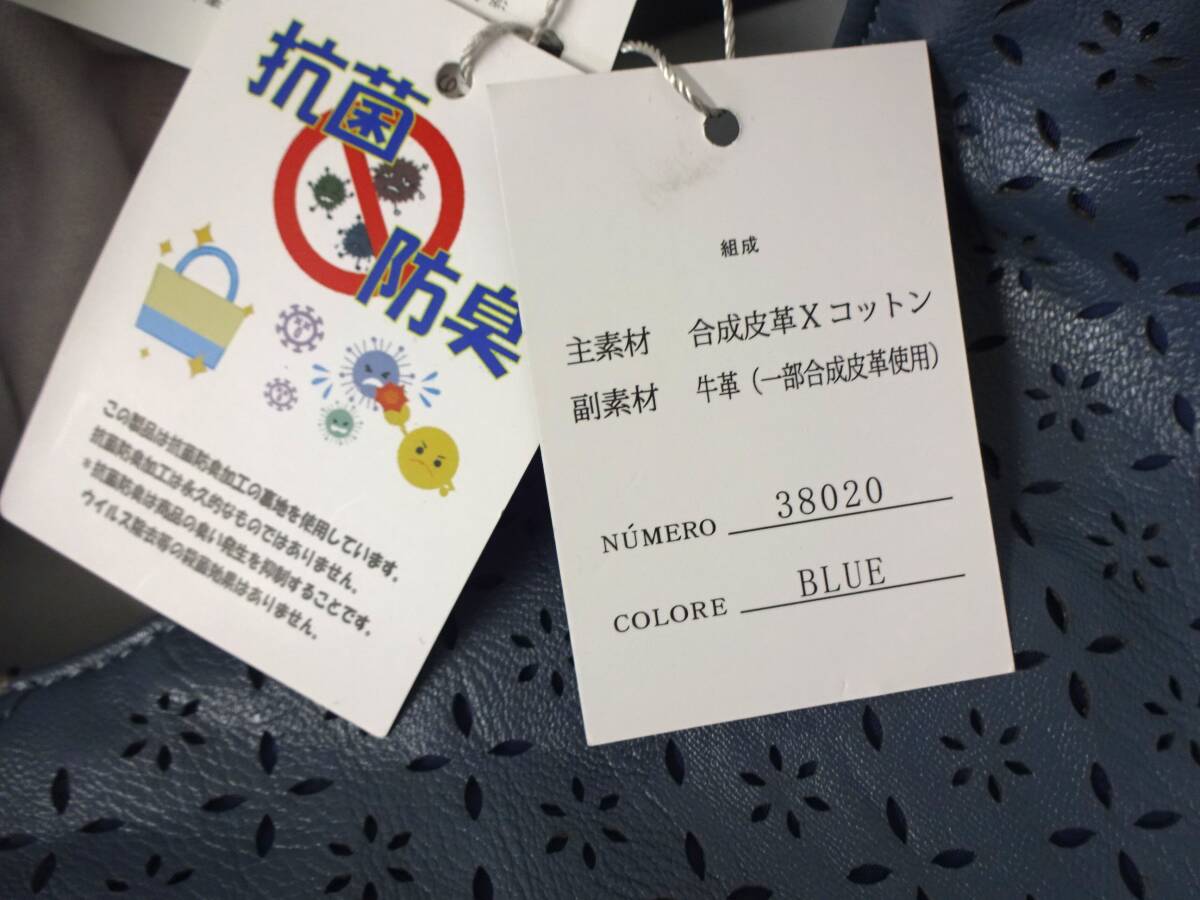 抗菌
防臭
この製品は抗菌防臭加工の裏地を使用しています。
抗菌防臭加工は永久的なものではありません。
*抗菌防臭は商品の臭い発生を抑制することです。
ウイルス除去等の殺菌効果はありません。
組成
主素材 合成皮革Xコットン
副素材 牛革(一部合成皮革使用)
NÚMERO 38020
COLORE BLUE